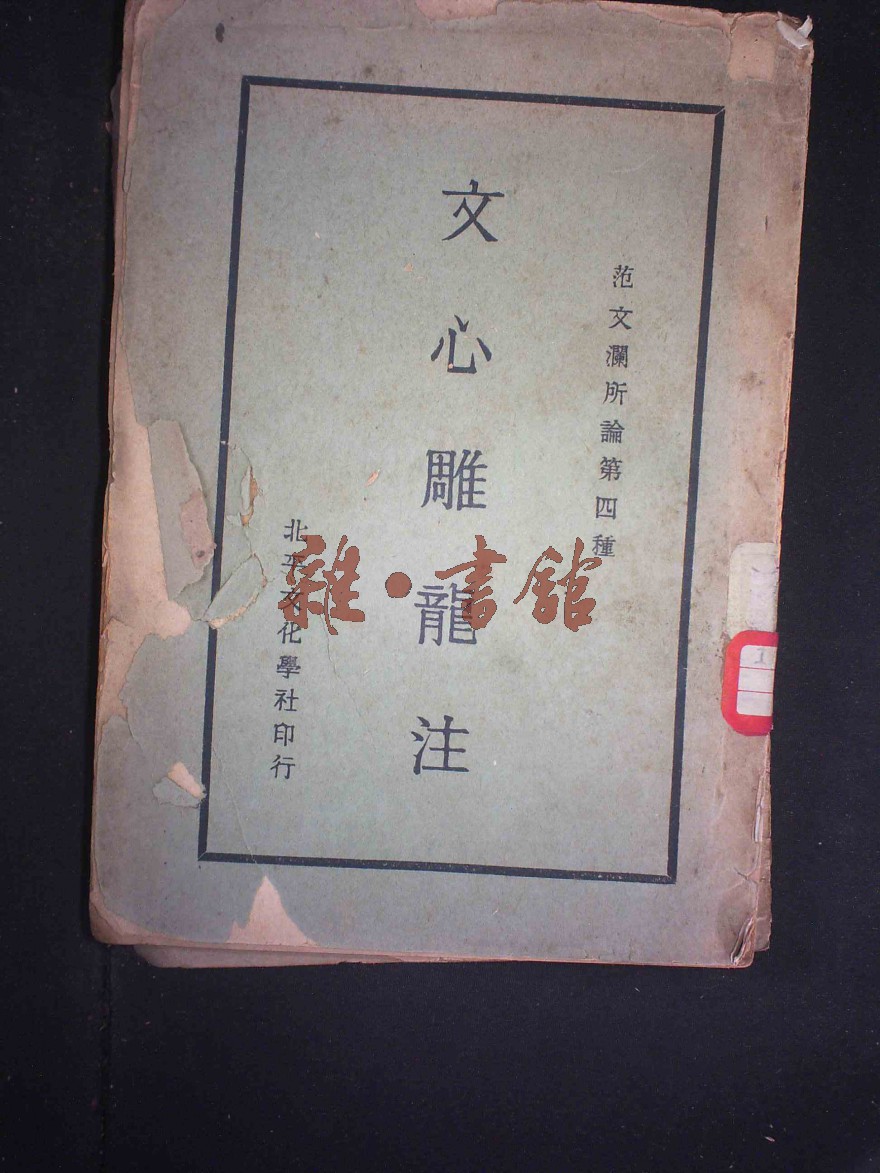 范文瀾所論第四種
文心雕龍注
北平文化學社印行
雜·書館
1